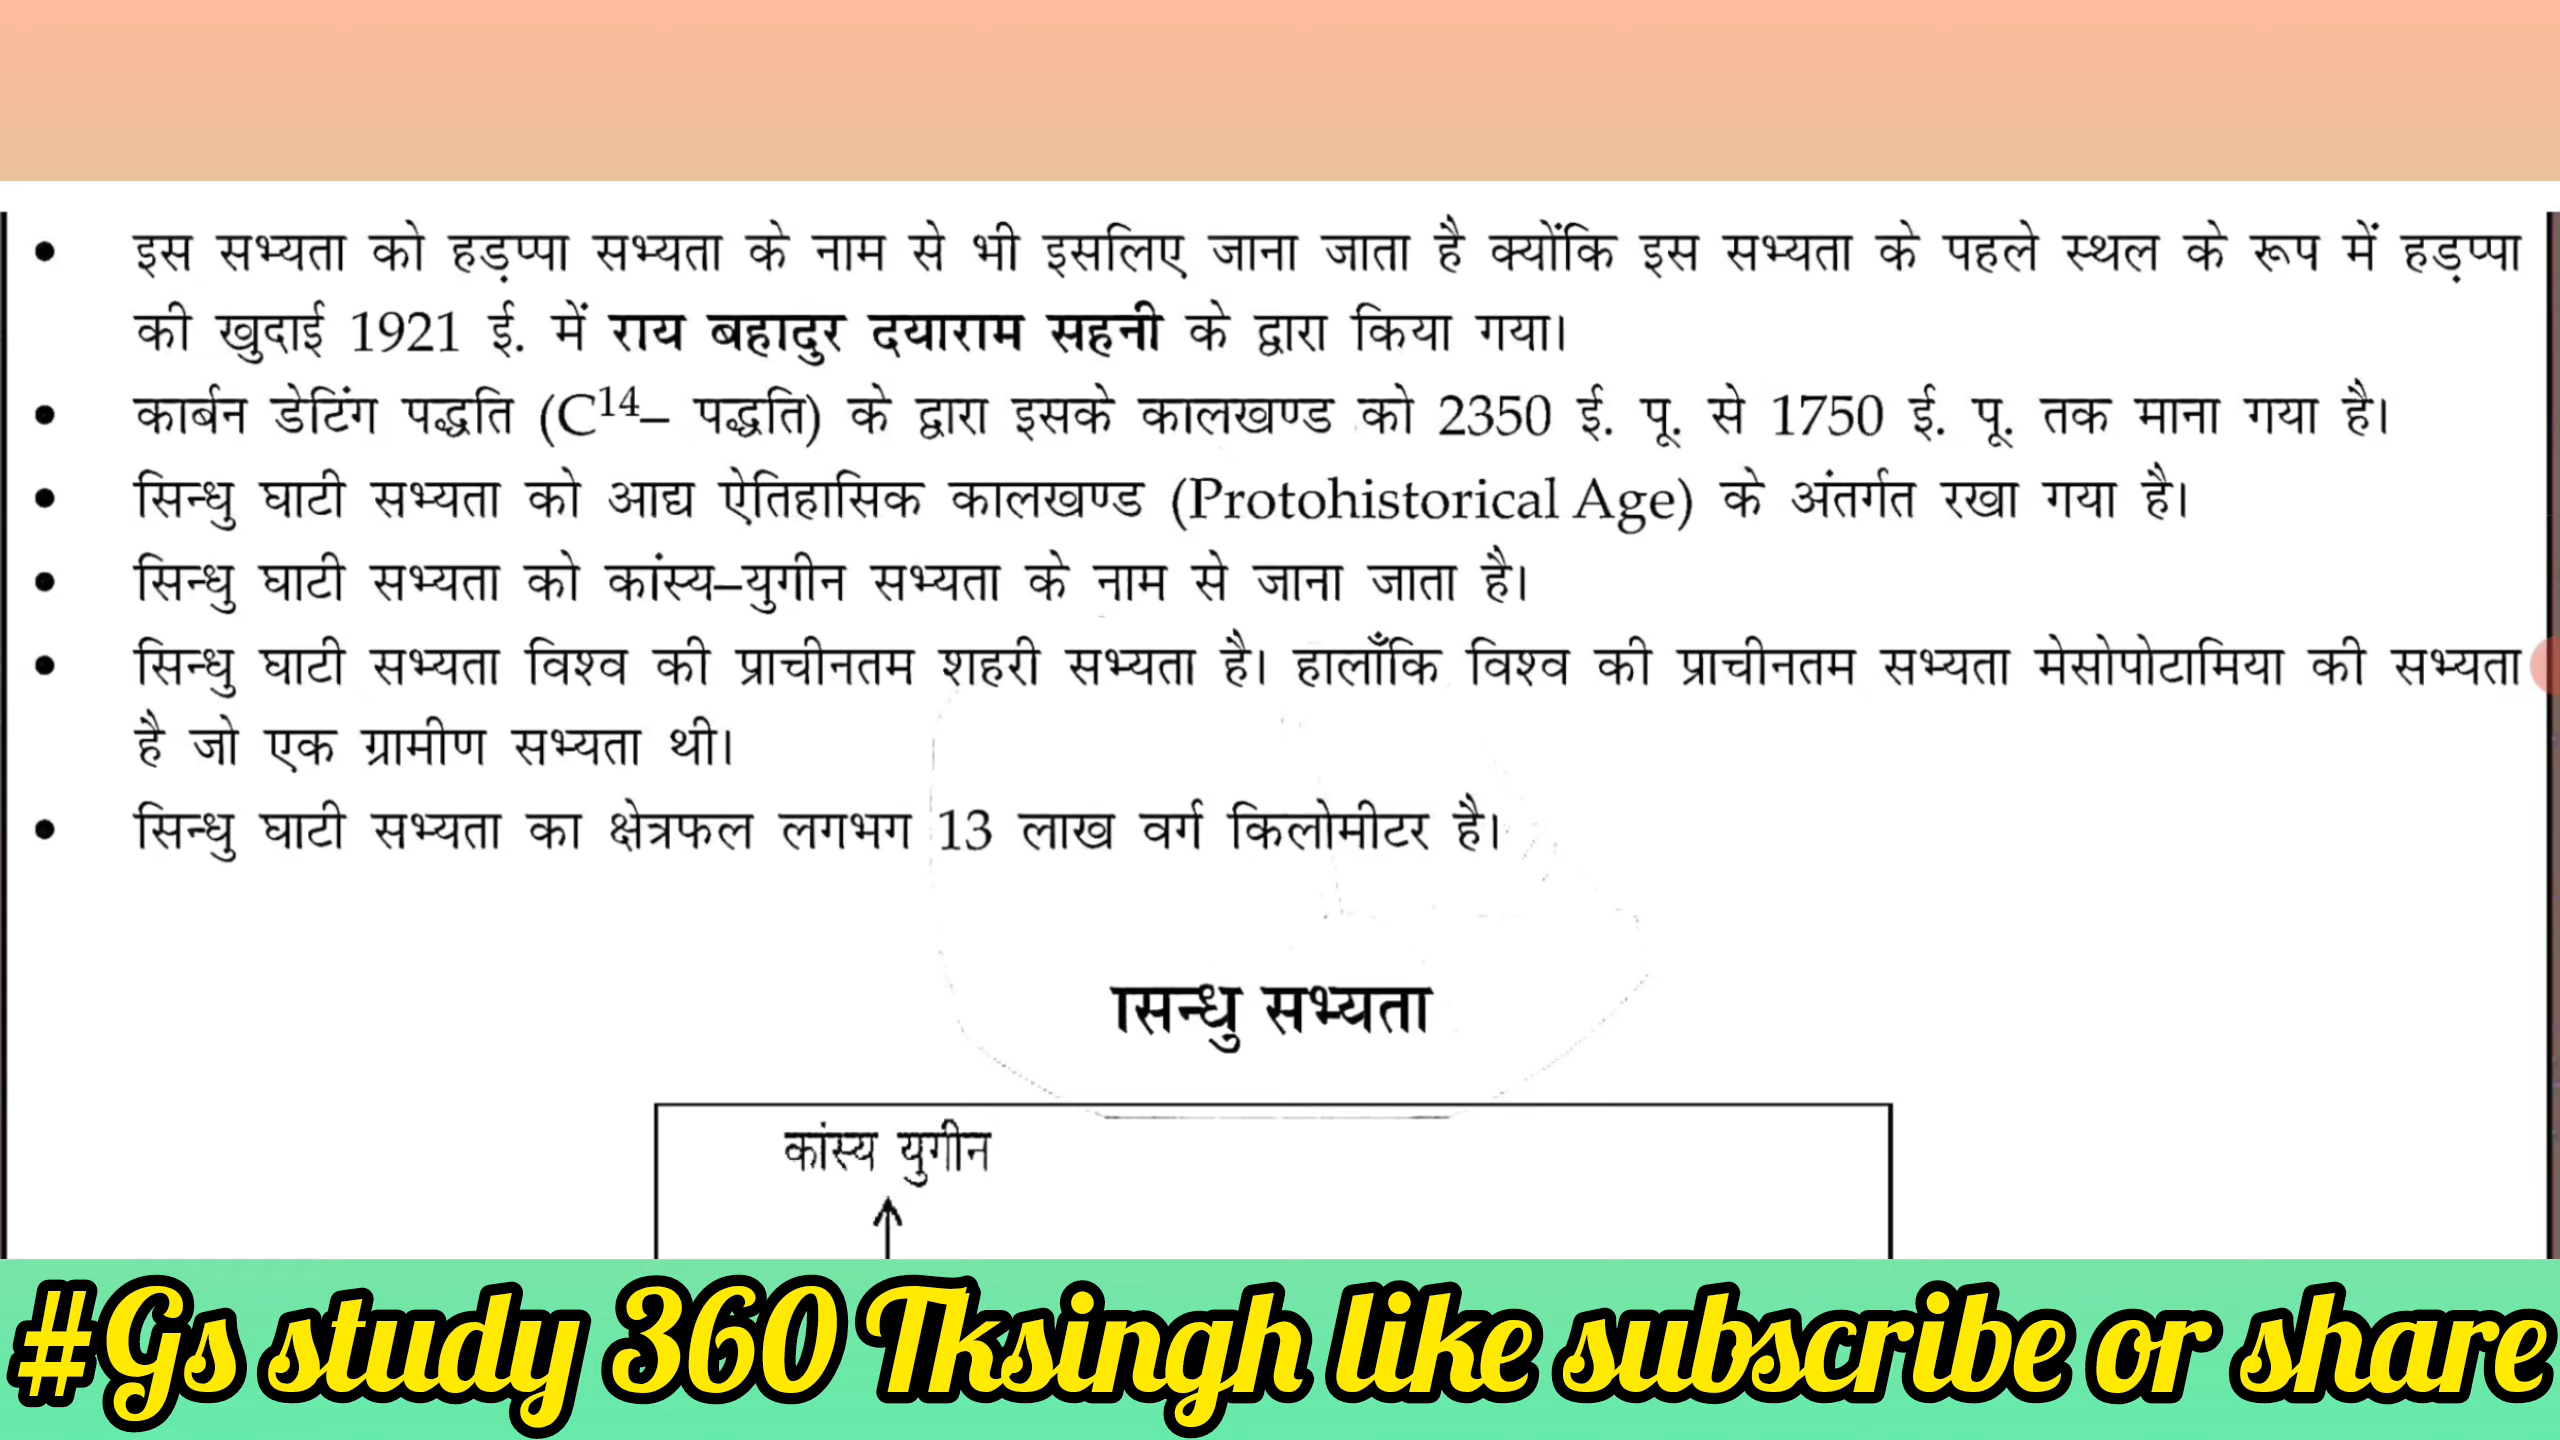 • इस सभ्यता को हड़प्पा सभ्यता के नाम से भी इसलिए जाना जाता है क्योंकि इस सभ्यता के पहले स्थल के रूप में हड़प्पा
की खुदाई 1921 ई. में राय बहादुर दयाराम सहनी के द्वारा किया गया।
• कार्बन डेटिंग पद्धति (C¹⁴– पद्धति) के द्वारा इसके कालखण्ड को 2350 ई. पू. से 1750 ई. पू. तक माना गया है।
• सिन्धु घाटी सभ्यता को आद्य ऐतिहासिक कालखण्ड (Protohistorical Age) के अंतर्गत रखा गया है।
• सिन्धु घाटी सभ्यता को कांस्य–युगीन सभ्यता के नाम से जाना जाता है।
• सिन्धु घाटी सभ्यता विश्व की प्राचीनतम शहरी सभ्यता है। हालाँकि विश्व की प्राचीनतम सभ्यता मेसोपोटामिया की सभ्यता
है जो एक ग्रामीण सभ्यता थी।
• सिन्धु घाटी सभ्यता का क्षेत्रफल लगभग 13 लाख वर्ग किलोमीटर है।
सिन्धु सभ्यता
कांस्य युगीन
#Gs study 360 Tksingh like subscribe or share